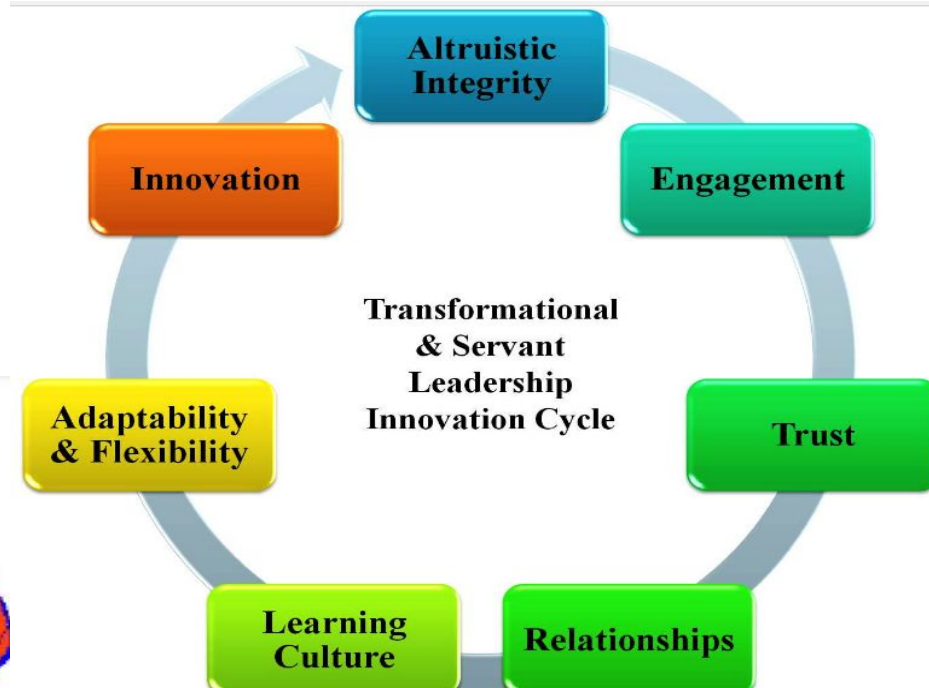 Altruistic
Integrity
Engagement
Trust
Relationships
Learning
Culture
Adaptability
& Flexibility
Innovation
Transformational
& Servant
Leadership
Innovation Cycle